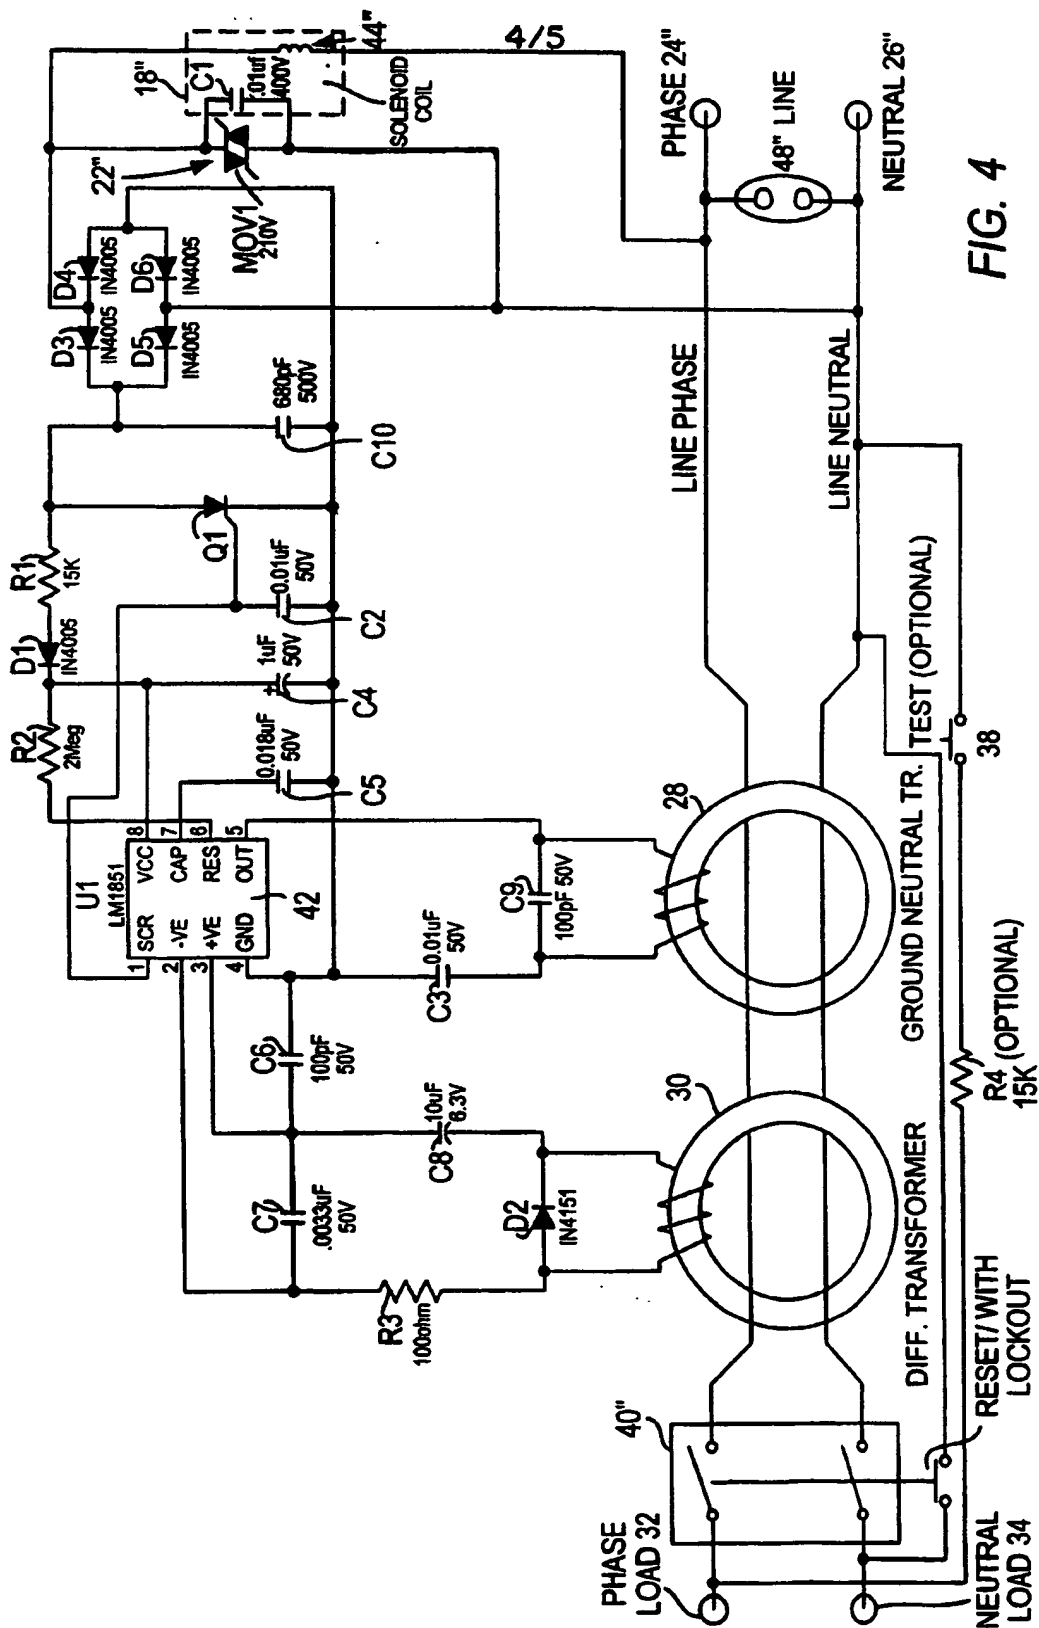 4/5
18"
C1
.01uf
400V
44"
SOLENOID
COIL
22"
MOV1
210V
D4
IN4005
D6
IN4005
D3
IN4005
D5
IN4005
680pF
500V
C10
Q1
R1
15K
D1
IN4005
0.01uF
50V
C2
1uF
50V
+
C4
R2
2Meg
0.018uF
50V
C5
U1
LM1851
1 SCR VCC 8
2 -VE CAP 7
3 +VE RES 6
4 GND OUT 5
42
C6
100pF
50V
C7
.0033uF
50V
C3
0.01uF
50V
C9
100pF 50V
C8
10uF
6.3V
D2
IN4151
R3
100ohm
28
30
PHASE 24"
48" LINE
NEUTRAL 26"
LINE PHASE
LINE NEUTRAL
GROUND NEUTRAL TR.
TEST (OPTIONAL)
38
R4 (OPTIONAL)
15K
DIFF. TRANSFORMER
40"
RESET/WITH
LOCKOUT
PHASE
LOAD 32
NEUTRAL
LOAD 34
FIG. 4